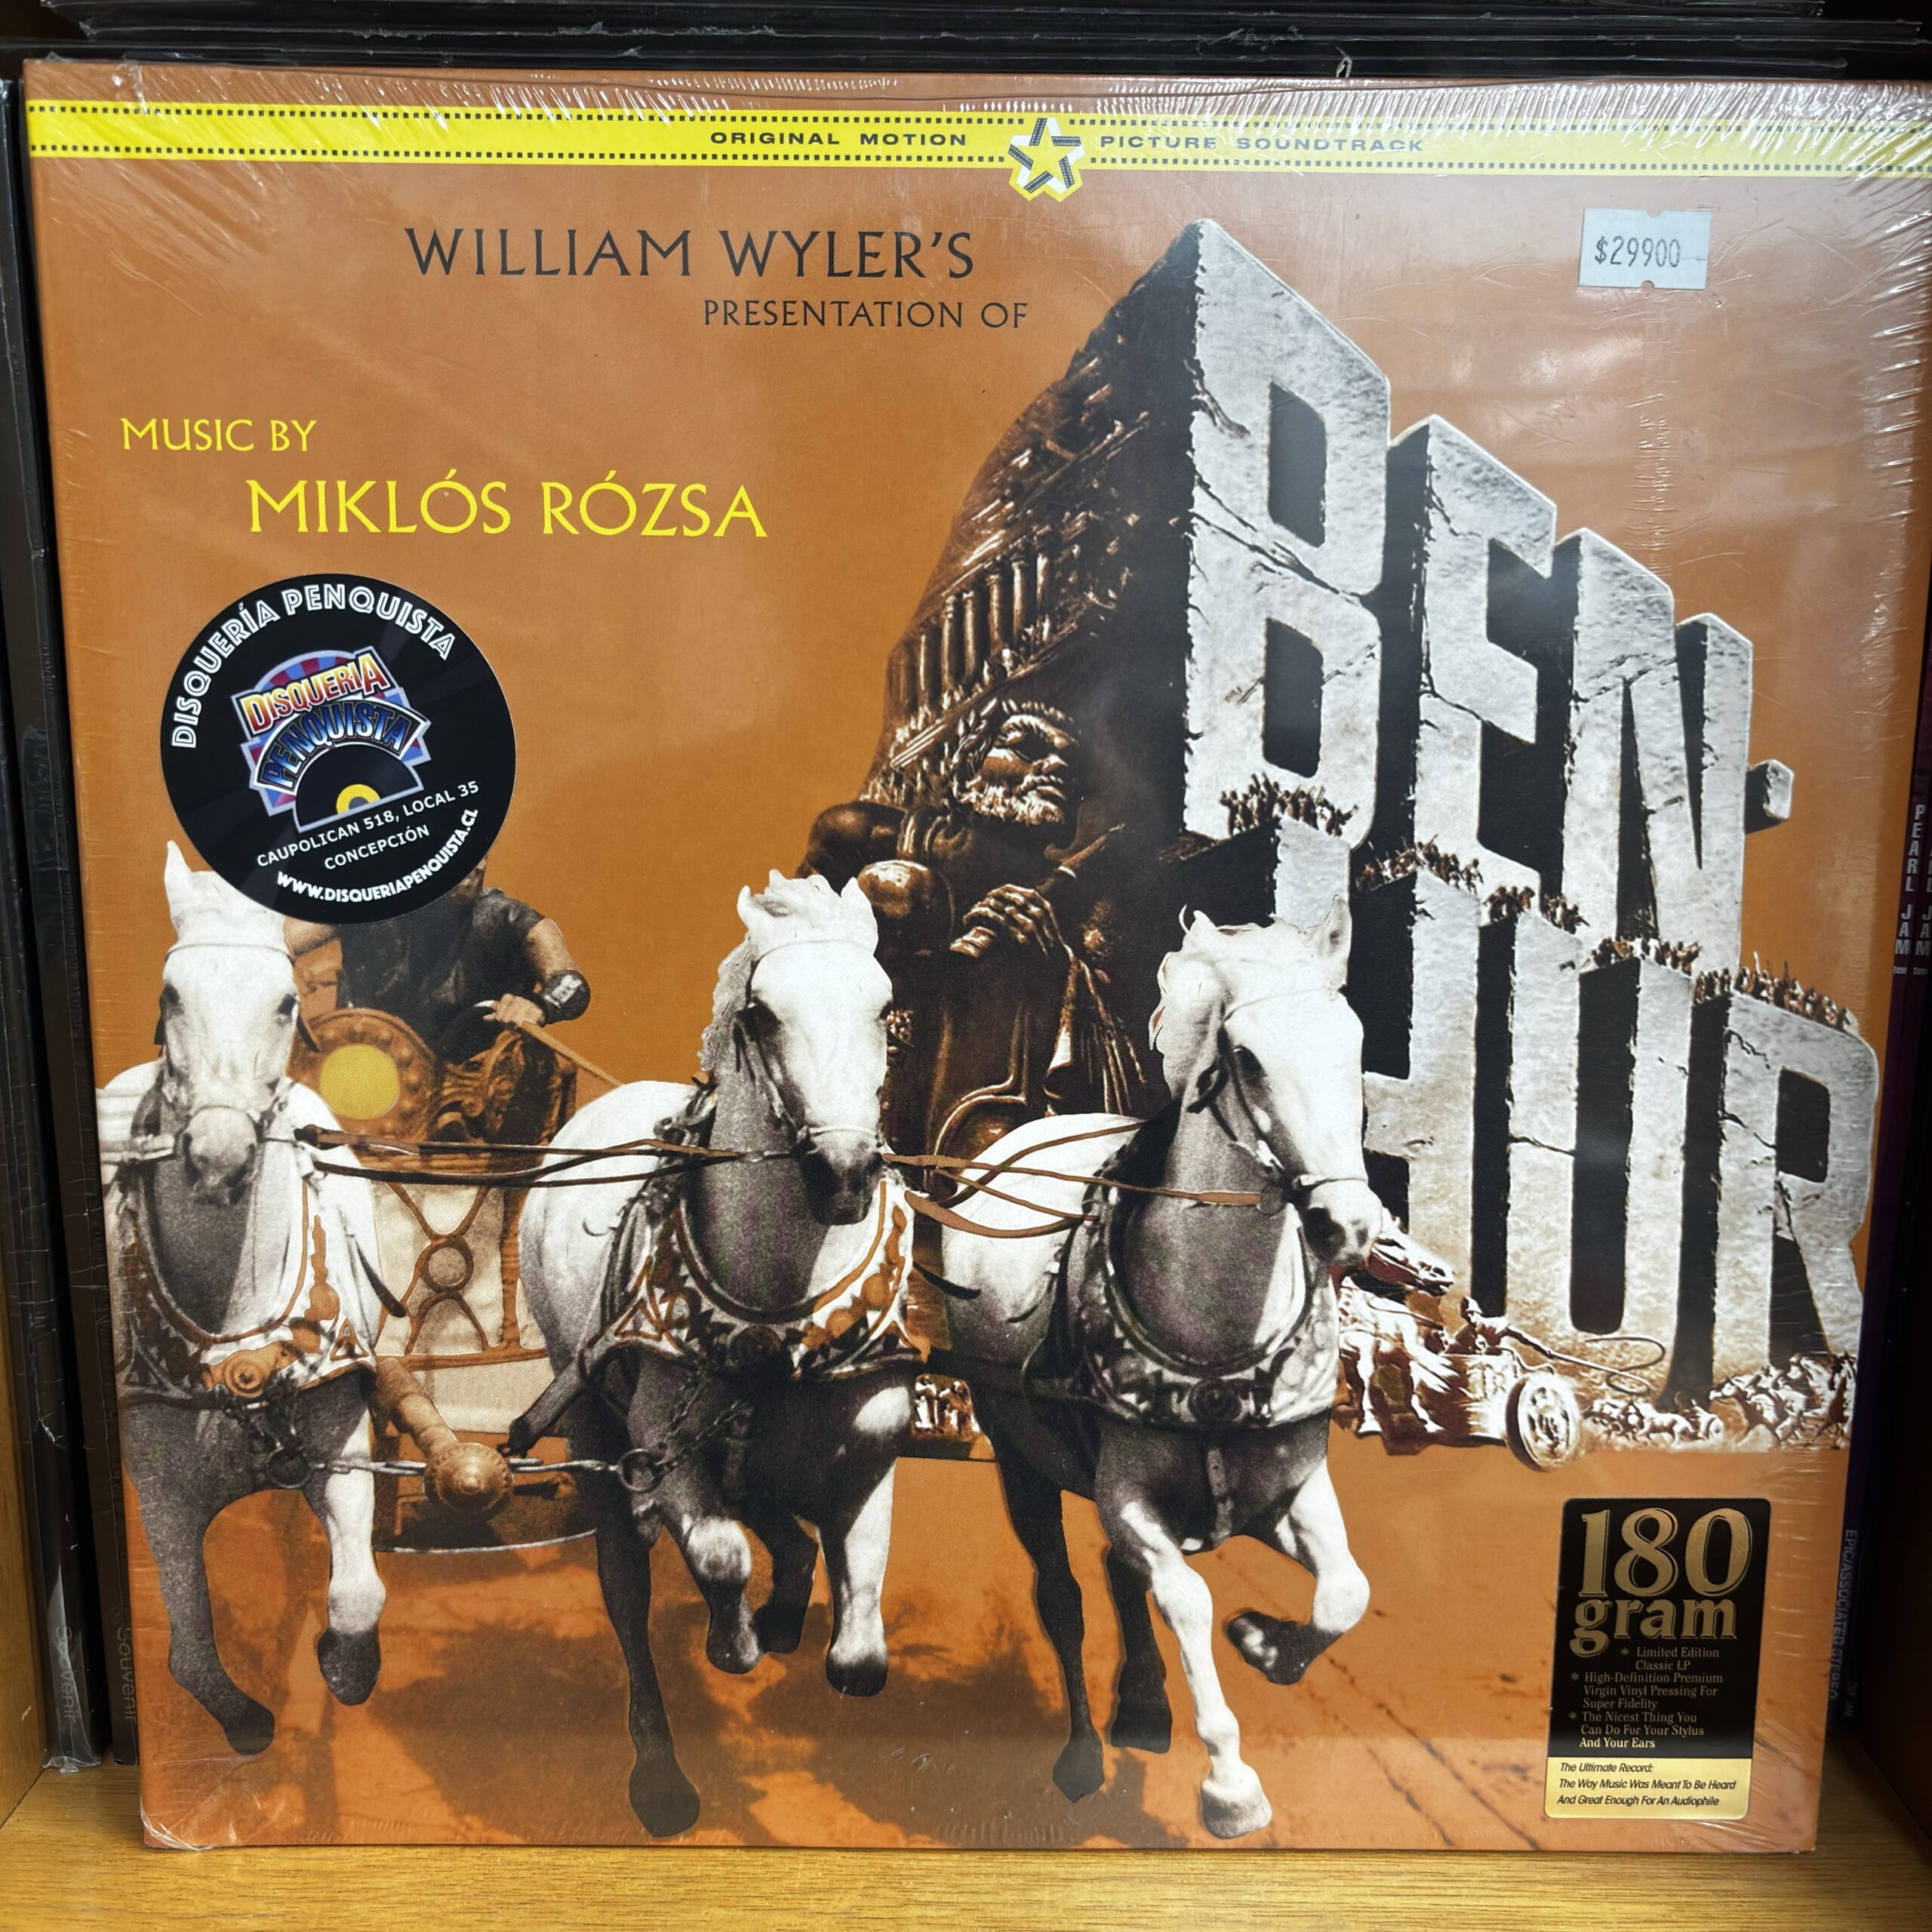 ORIGINAL MOTION PICTURE SOUNDTRACK
WILLIAM WYLER'S
PRESENTATION OF
$29900
MUSIC BY
MIKLÓS RÓZSA
BEN-
HUR
DISQUERÍA PENQUISTA
DISQUERIA
PENQUISTA
CAUPOLICAN 518, LOCAL 35
CONCEPCIÓN
WWW.DISQUERIAPENQUISTA.CL
180
gram
* Limited Edition
Classic LP
* High-Definition Premium
Virgin Vinyl Pressing For
Super Fidelity
* The Nicest Thing You
Can Do For Your Stylus
And Your Ears
The Ultimate Record:
The Way Music Was Meant To Be Heard
And Great Enough For An Audiophile
PEARL JAM
ten
Souvenir
Souvenir